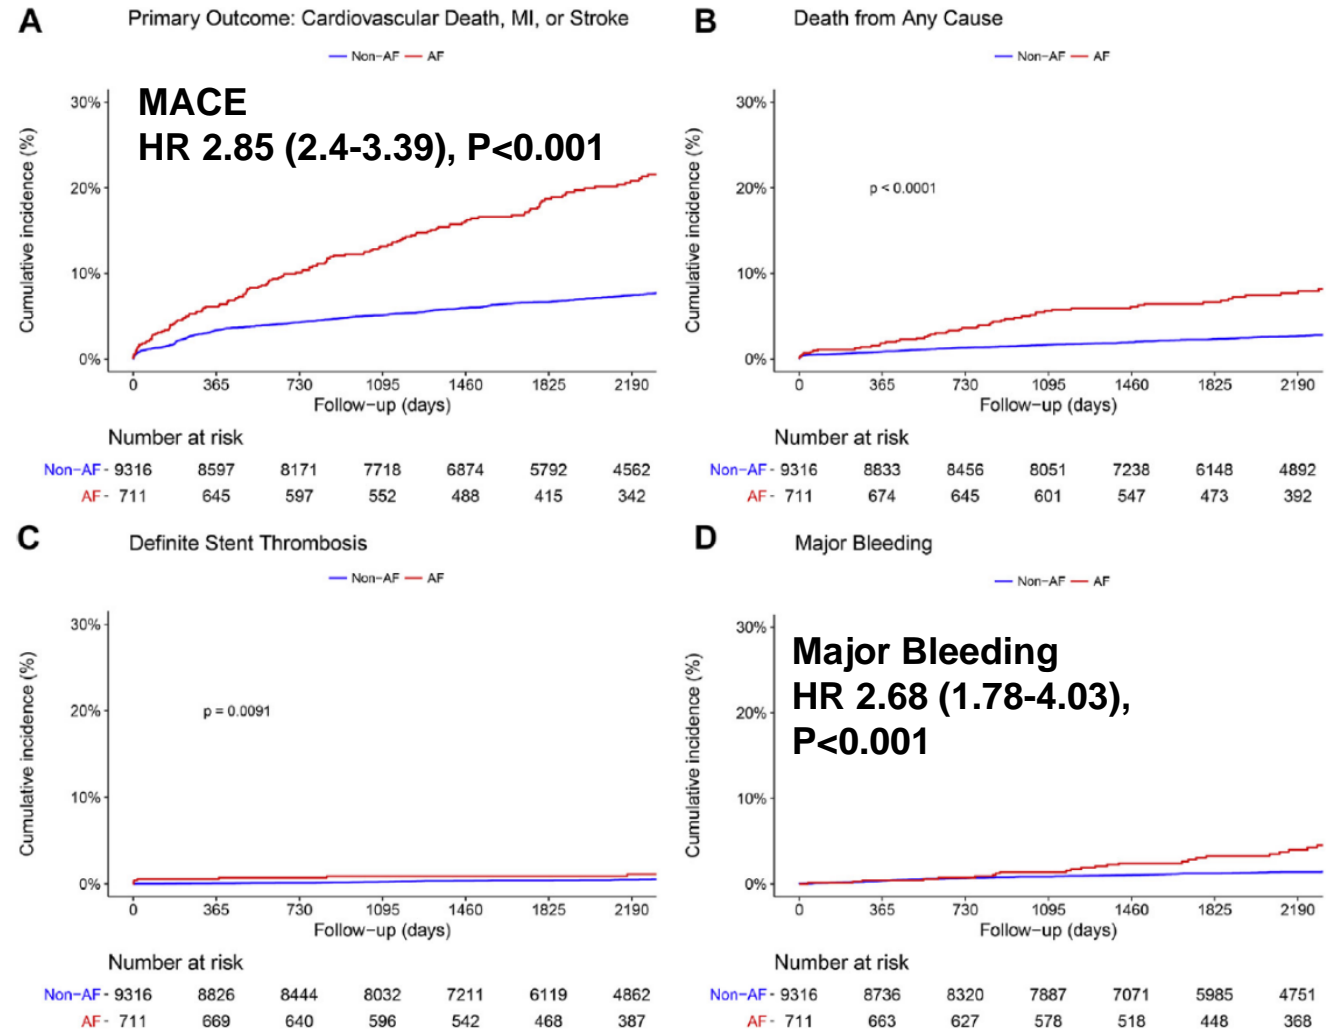 A Primary Outcome: Cardiovascular Death, MI, or Stroke
Non-AF AF
MACE
HR 2.85 (2.4-3.39), P<0.001
Cumulative incidence (%)
30%
20%
10%
0%
0 365 730 1095 1460 1825 2190
Follow-up (days)
Number at risk
Non-AF - 9316 8597 8171 7718 6874 5792 4562
AF - 711 645 597 552 488 415 342
B Death from Any Cause
Non-AF AF
Cumulative incidence (%)
30%
20%
10%
0%
p < 0.0001
0 365 730 1095 1460 1825 2190
Follow-up (days)
Number at risk
Non-AF - 9316 8833 8456 8051 7238 6148 4892
AF - 711 674 645 601 547 473 392
C Definite Stent Thrombosis
Non-AF AF
Cumulative incidence (%)
30%
20%
10%
0%
p = 0.0091
0 365 730 1095 1460 1825 2190
Follow-up (days)
Number at risk
Non-AF - 9316 8826 8444 8032 7211 6119 4862
AF - 711 669 640 596 542 468 387
D Major Bleeding
Non-AF AF
Major Bleeding
HR 2.68 (1.78-4.03),
P<0.001
Cumulative incidence (%)
30%
20%
10%
0%
0 365 730 1095 1460 1825 2190
Follow-up (days)
Number at risk
Non-AF - 9316 8736 8320 7887 7071 5985 4751
AF - 711 663 627 578 518 448 368